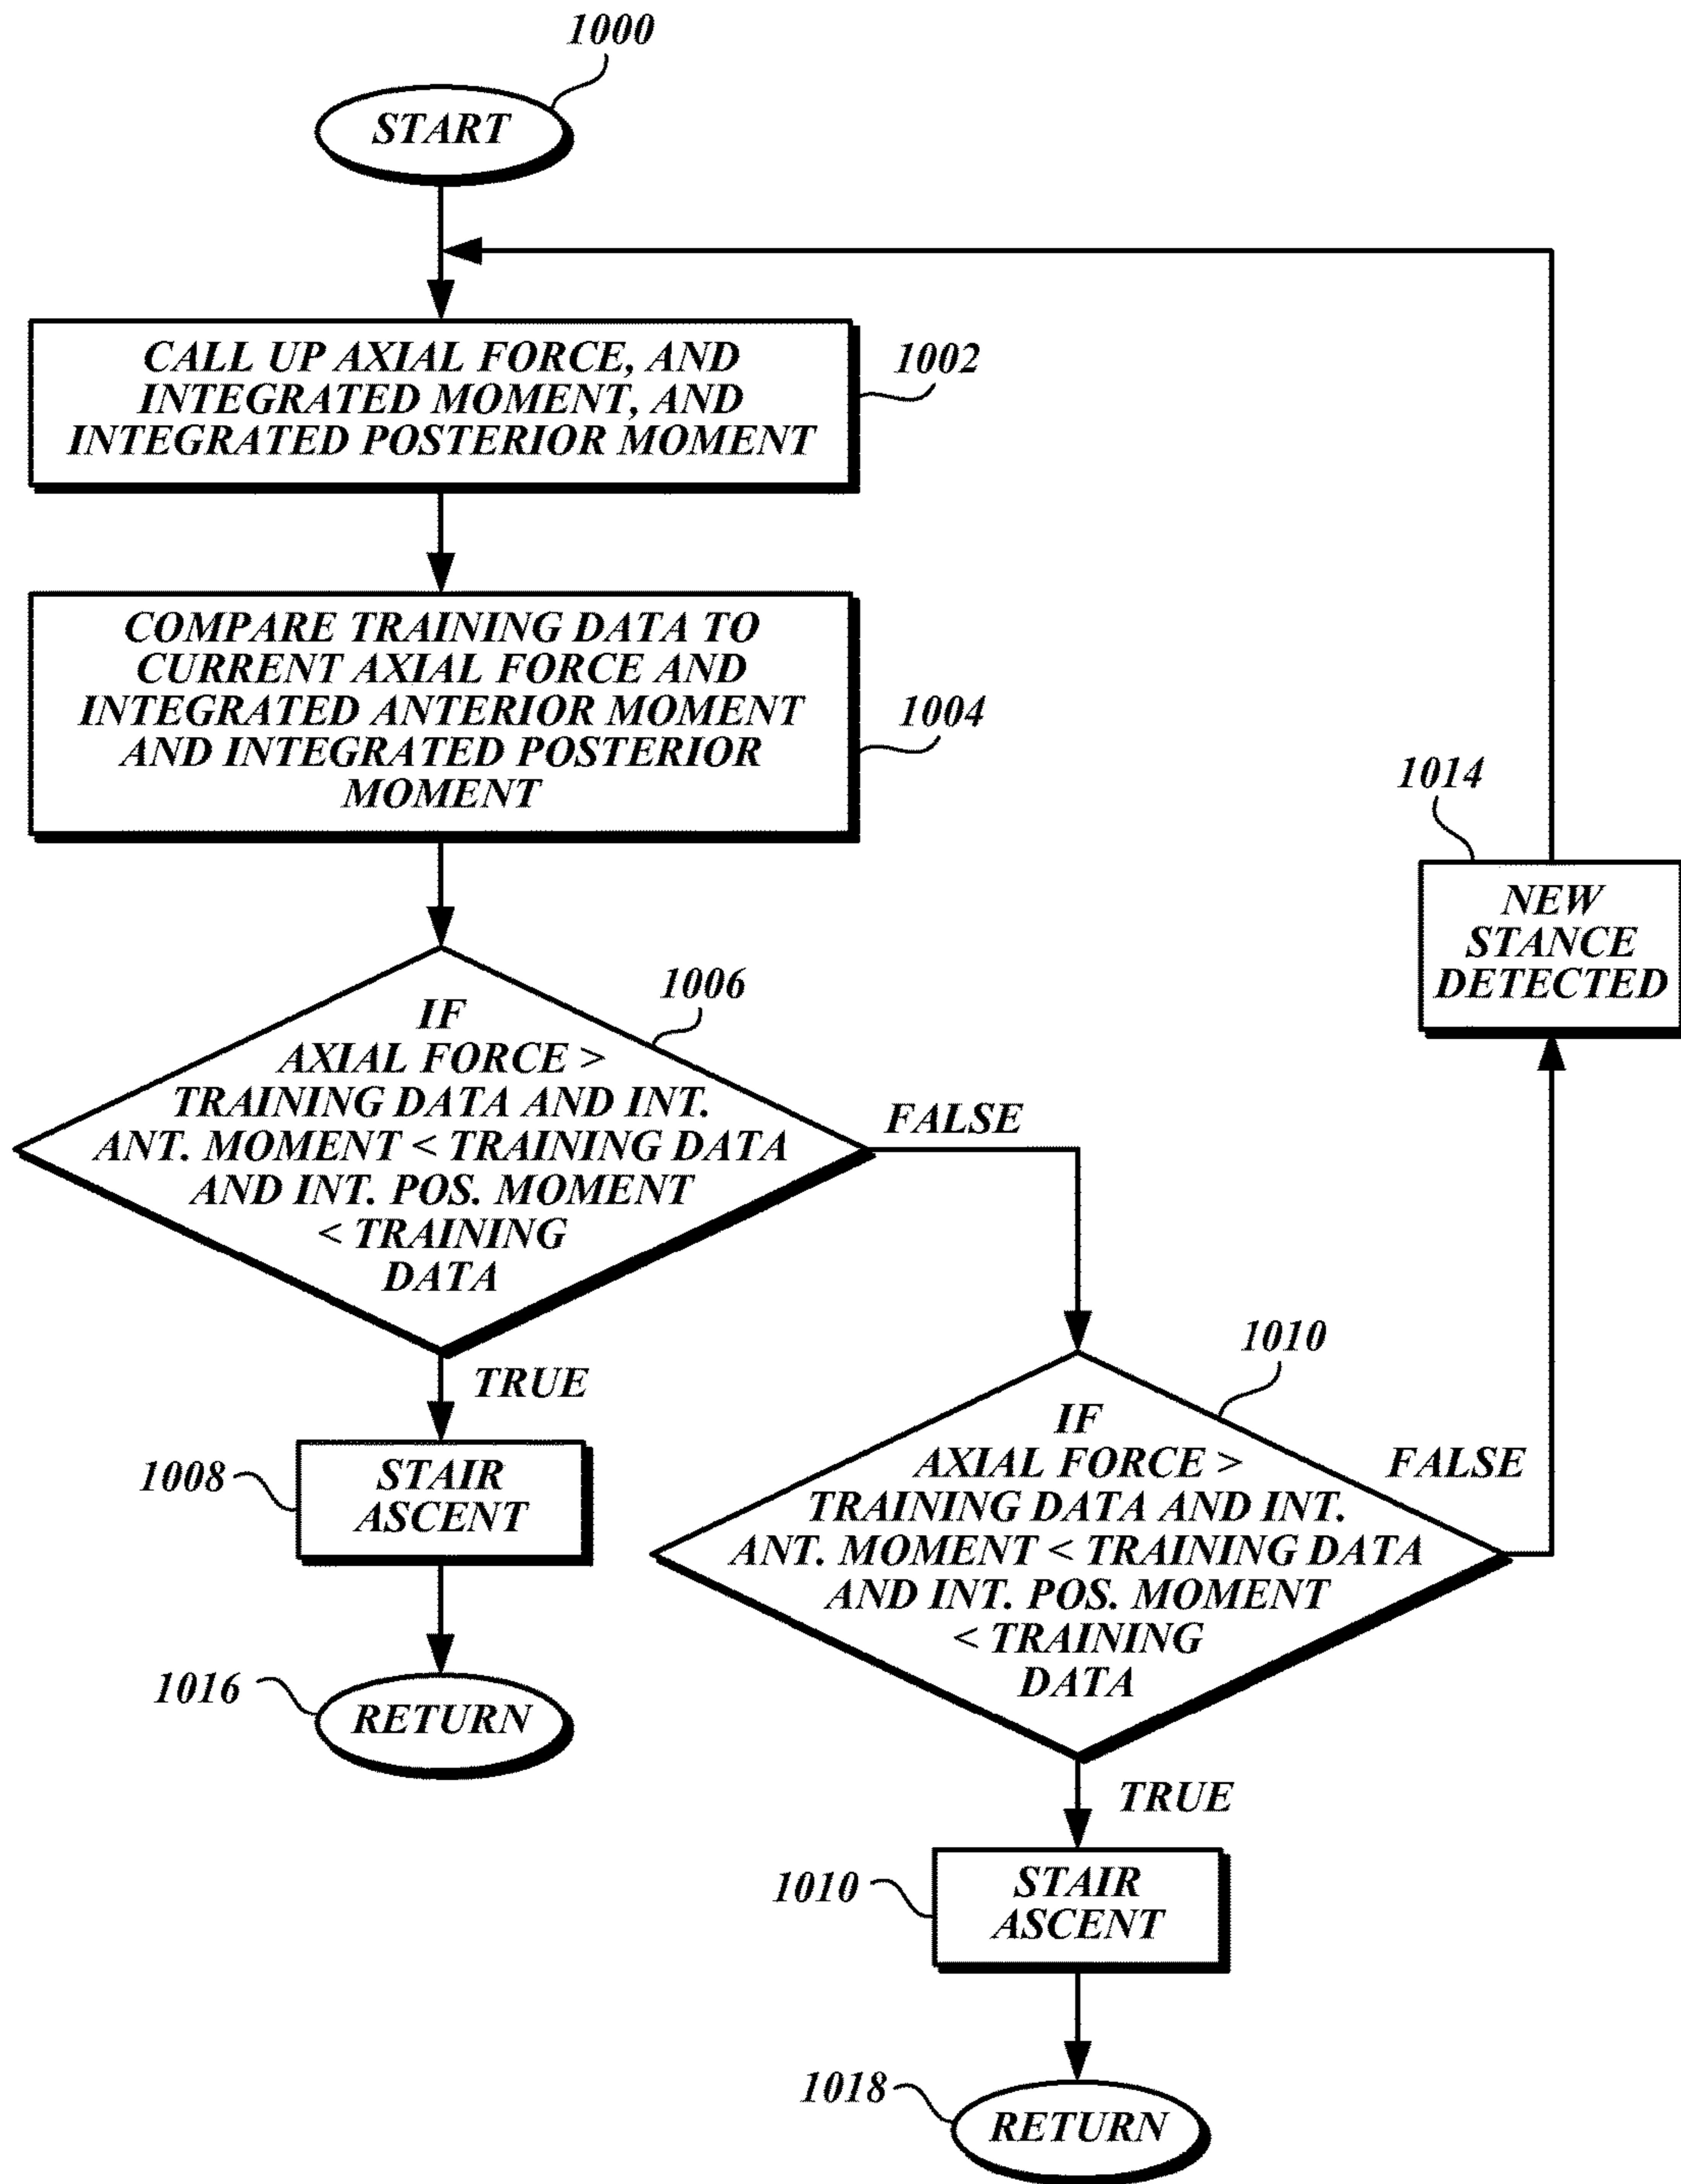 1000
START
CALL UP AXIAL FORCE, AND
INTEGRATED MOMENT, AND
INTEGRATED POSTERIOR MOMENT
1002
COMPARE TRAINING DATA TO
CURRENT AXIAL FORCE AND
INTEGRATED ANTERIOR MOMENT
AND INTEGRATED POSTERIOR
MOMENT
1004
1014
NEW
STANCE
DETECTED
1006
IF
AXIAL FORCE >
TRAINING DATA AND INT.
ANT. MOMENT < TRAINING DATA
AND INT. POS. MOMENT
< TRAINING
DATA
FALSE
TRUE
1008
STAIR
ASCENT
1016
RETURN
1010
IF
AXIAL FORCE >
TRAINING DATA AND INT.
ANT. MOMENT < TRAINING DATA
AND INT. POS. MOMENT
< TRAINING
DATA
FALSE
TRUE
1010
STAIR
ASCENT
1018
RETURN